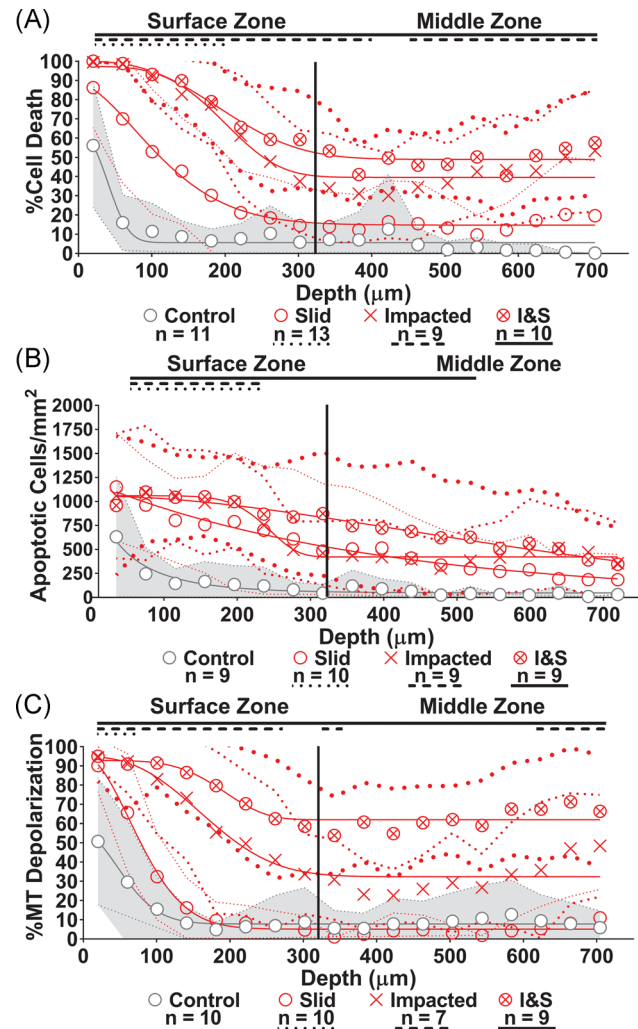 (A)
Surface Zone Middle Zone
100
90
80
70
60
50
40
30
20
10
0
%Cell Death
0 100 200 300 400 500 600 700
Depth (μm)
Control Slid Impacted I&S
n = 11 n = 13 n = 9 n = 10
(B)
Surface Zone Middle Zone
2000
1750
1500
1250
1000
750
500
250
0
Apoptotic Cells/mm²
0 100 200 300 400 500 600 700
Depth (μm)
Control Slid Impacted I&S
n = 9 n = 10 n = 9 n = 9
(C)
Surface Zone Middle Zone
100
90
80
70
60
50
40
30
20
10
0
%MT Depolarization
0 100 200 300 400 500 600 700
Depth (μm)
Control Slid Impacted I&S
n = 10 n = 10 n = 7 n = 9